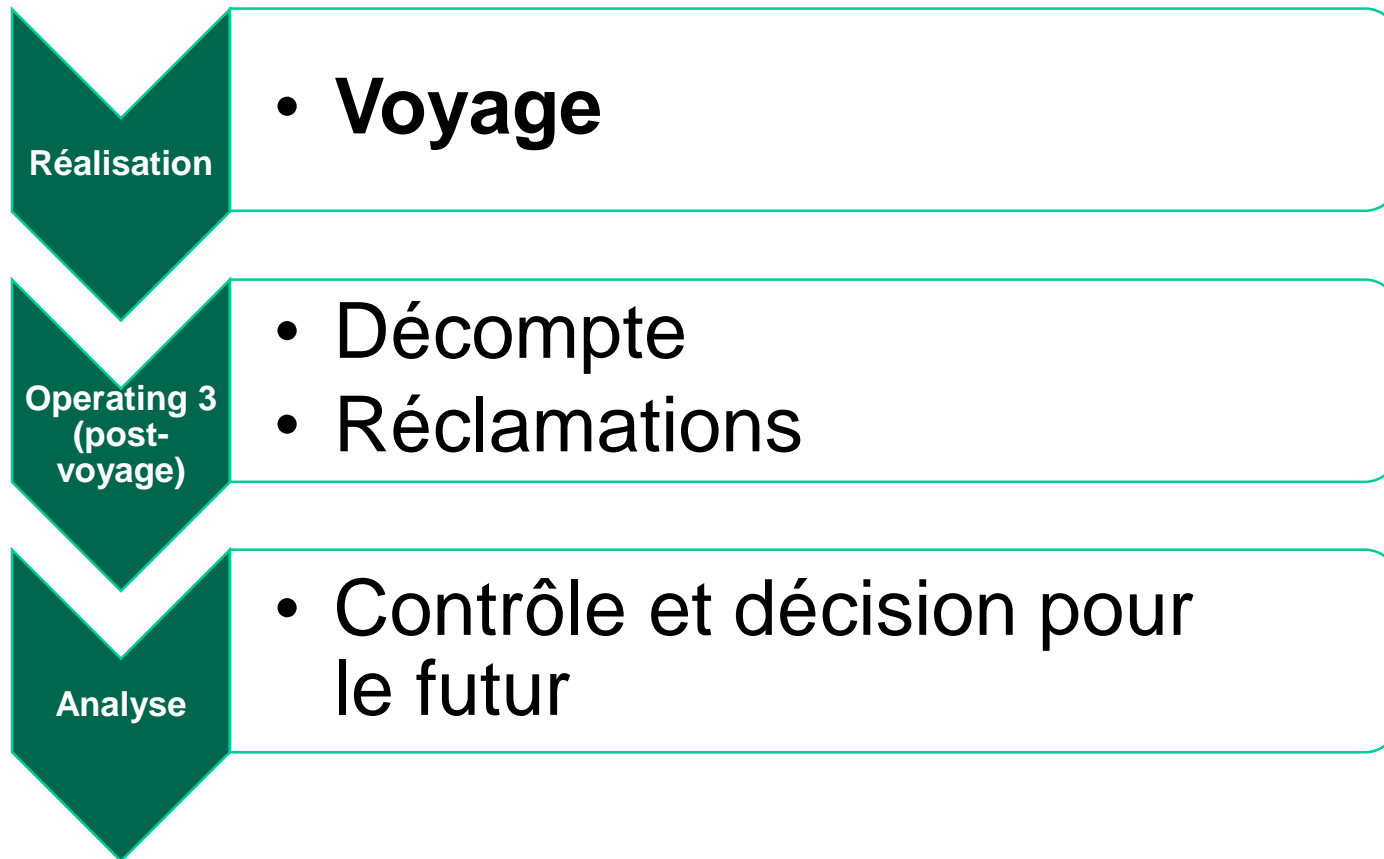 Réalisation
• Voyage
Operating 3
(post-
voyage)
• Décompte
• Réclamations
Analyse
• Contrôle et décision pour
le futur